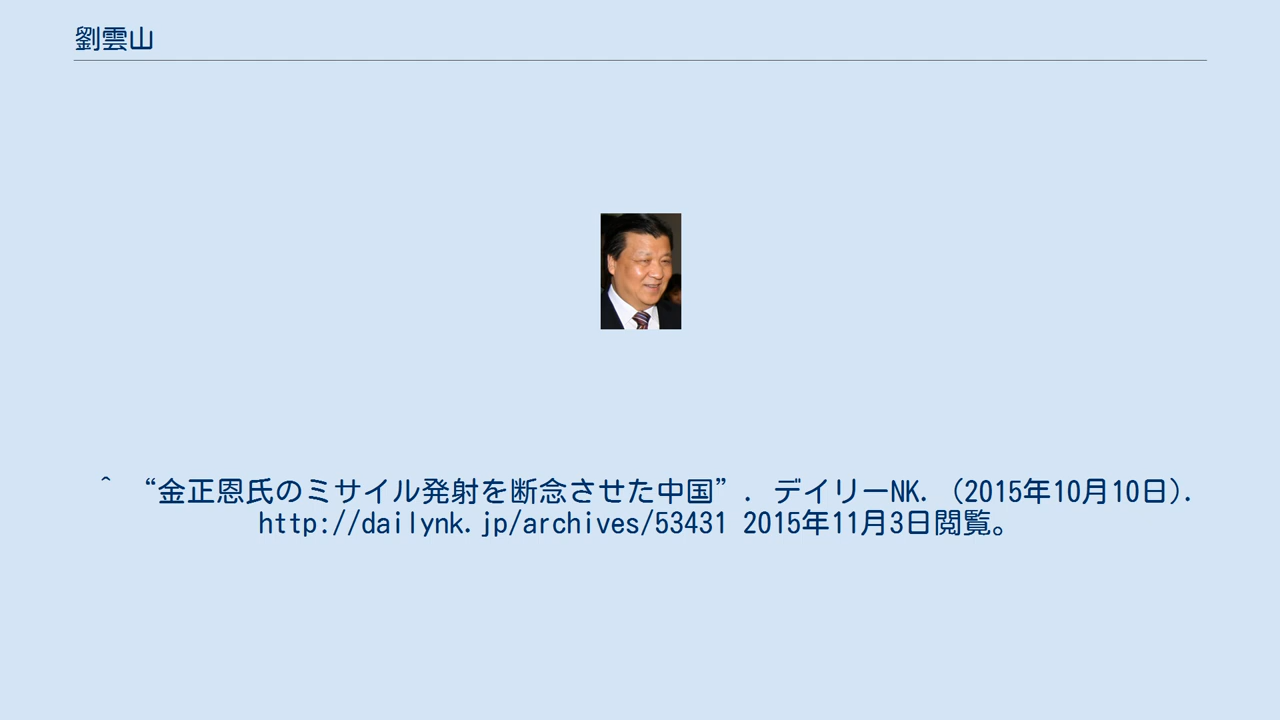 劉雲山
^ “金正恩氏のミサイル発射を断念させた中国”. デイリーNK. (2015年10月10日).
http://dailynk.jp/archives/53431 2015年11月3日閲覧。